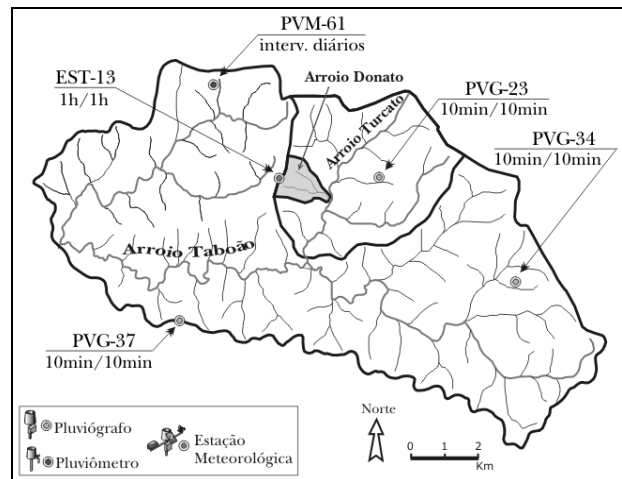 PVM-61
interv. diários
EST-13
1h/1h
Arroio Donato
PVG-23
10min/10min
Arroio Turcato
PVG-34
10min/10min
Arroio Taboão
PVG-37
10min/10min
Pluviógrafo
Pluviômetro
Estação
Meteorológica
Norte
0 1 2
Km